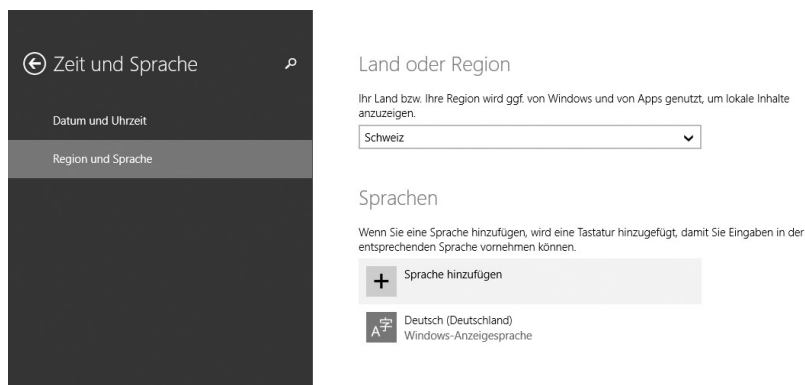 Zeit und Sprache
Datum und Uhrzeit
Region und Sprache
Land oder Region
Ihr Land bzw. Ihre Region wird ggf. von Windows und von Apps genutzt, um lokale Inhalte
anzuzeigen.
Schweiz
Sprachen
Wenn Sie eine Sprache hinzufügen, wird eine Tastatur hinzugefügt, damit Sie Eingaben in der
entsprechenden Sprache vornehmen können.
Sprache hinzufügen
A字
Deutsch (Deutschland)
Windows-Anzeigesprache